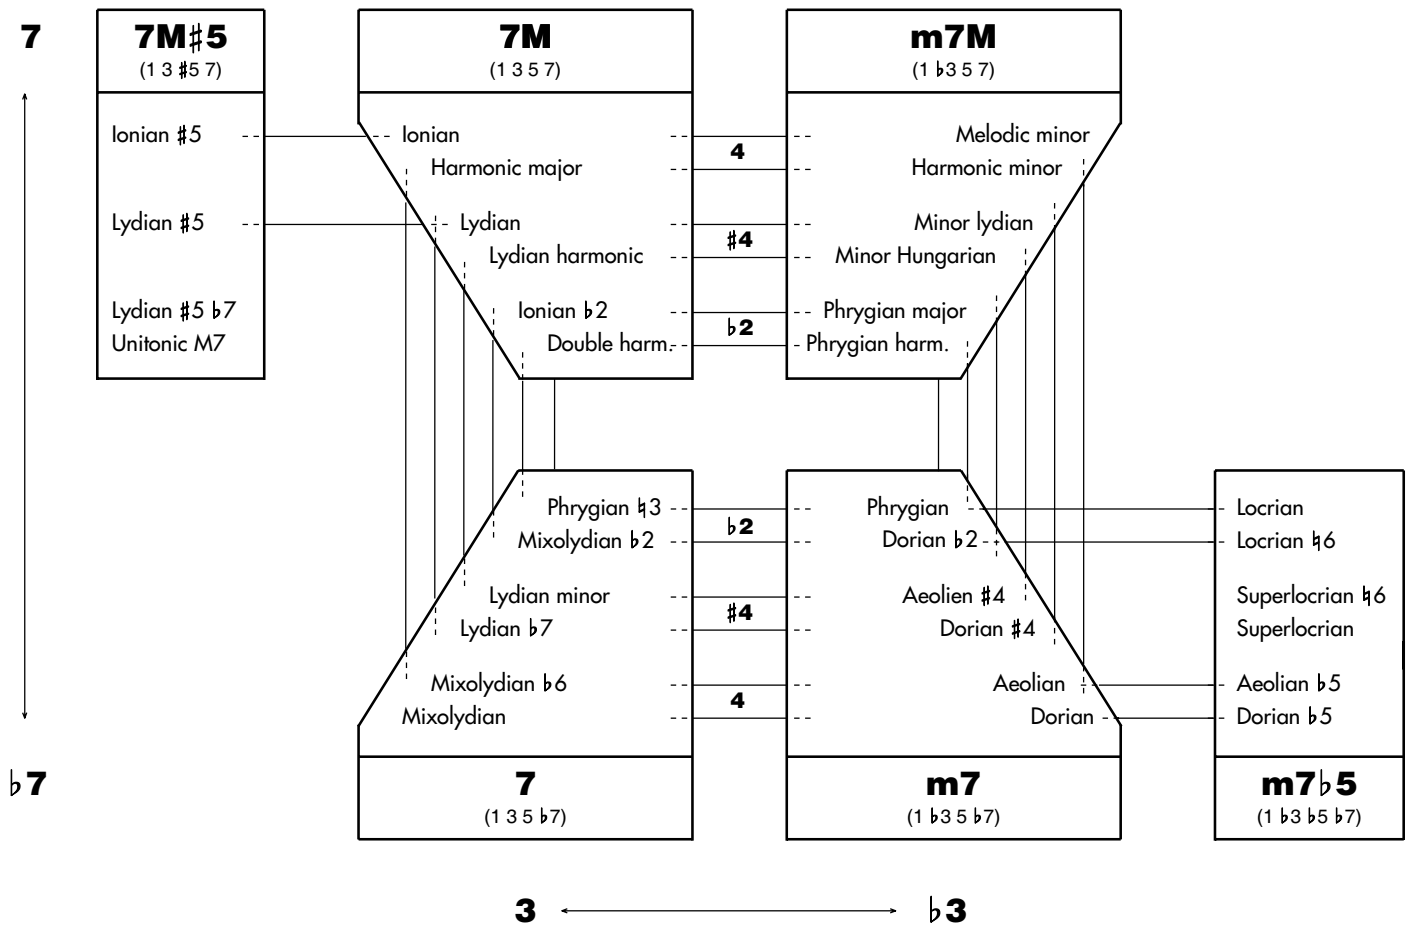 7
7M♯5
(1 3 ♯5 7)
7M
(1 3 5 7)
m7M
(1 ♭3 5 7)
Ionian ♯5
Lydian ♯5
Lydian ♯5 ♭7
Unitonic M7
Ionian
Harmonic major
Lydian
Lydian harmonic
Ionian ♭2
Double harm.
4
♯4
♭2
Melodic minor
Harmonic minor
Minor lydian
Minor Hungarian
Phrygian major
Phrygian harm.
Phrygian ♮3
Mixolydian ♭2
Lydian minor
Lydian ♭7
Mixolydian ♭6
Mixolydian
♭2
♯4
4
Phrygian
Dorian ♭2
Aeolien ♯4
Dorian ♯4
Aeolian
Dorian
Locrian
Locrian ♮6
Superlocrian ♮6
Superlocrian
Aeolian ♭5
Dorian ♭5
♭7
7
(1 3 5 ♭7)
m7
(1 ♭3 5 ♭7)
m7♭5
(1 ♭3 ♭5 ♭7)
3
♭3